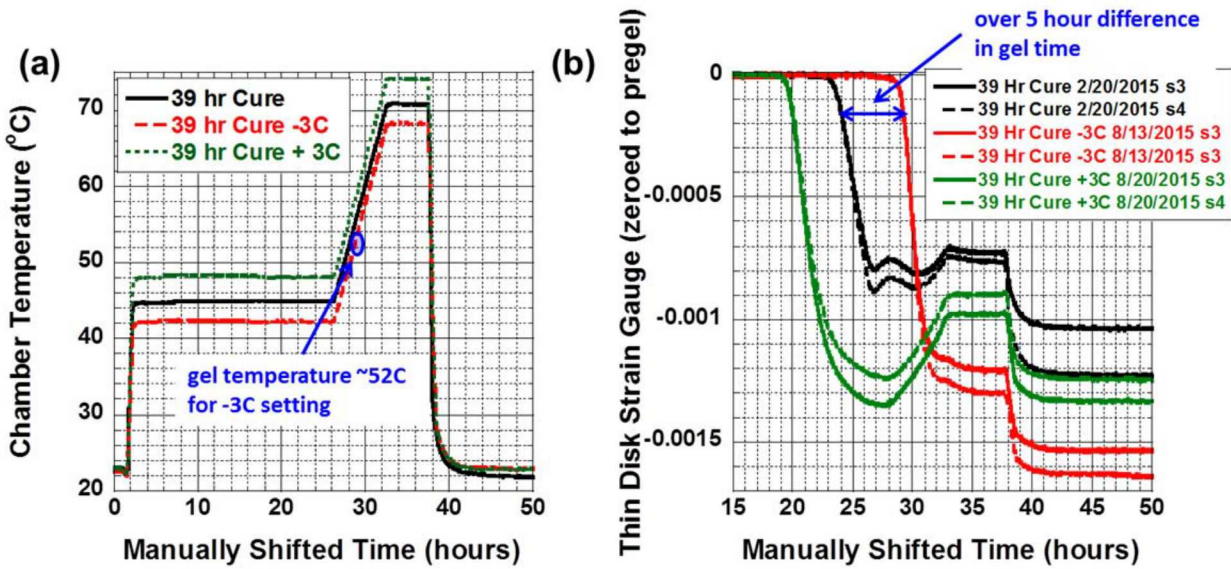 (a)
Chamber Temperature (°C)
70
60
50
40
30
20
39 hr Cure
39 hr Cure -3C
39 hr Cure + 3C
gel temperature ~52C
for -3C setting
0
10
20
30
40
50
Manually Shifted Time (hours)
(b)
Thin Disk Strain Gauge (zeroed to pregel)
over 5 hour difference
in gel time
0
-0.0005
-0.001
-0.0015
39 Hr Cure 2/20/2015 s3
39 Hr Cure 2/20/2015 s4
39 Hr Cure -3C 8/13/2015 s3
39 Hr Cure -3C 8/13/2015 s3
39 Hr Cure +3C 8/20/2015 s3
39 Hr Cure +3C 8/20/2015 s4
15
20
25
30
35
40
45
50
Manually Shifted Time (hours)